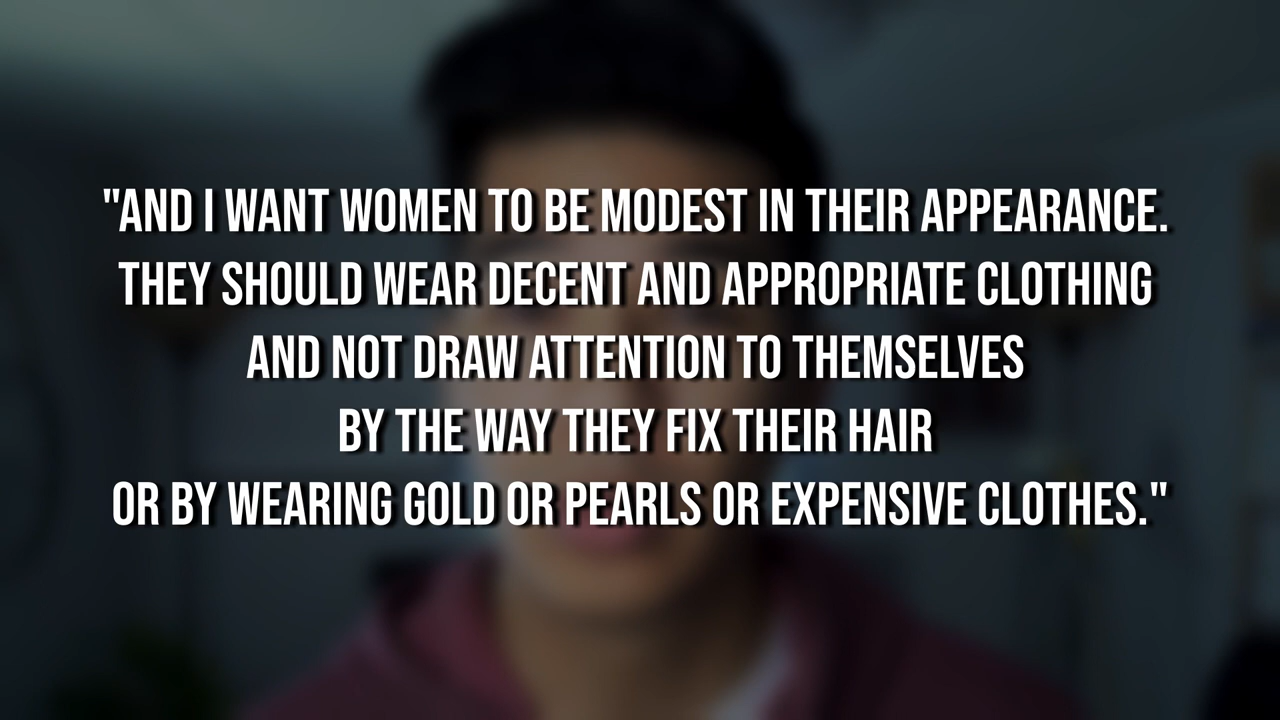 "AND I WANT WOMEN TO BE MODEST IN THEIR APPEARANCE.
THEY SHOULD WEAR DECENT AND APPROPRIATE CLOTHING
AND NOT DRAW ATTENTION TO THEMSELVES
BY THE WAY THEY FIX THEIR HAIR
OR BY WEARING GOLD OR PEARLS OR EXPENSIVE CLOTHES."